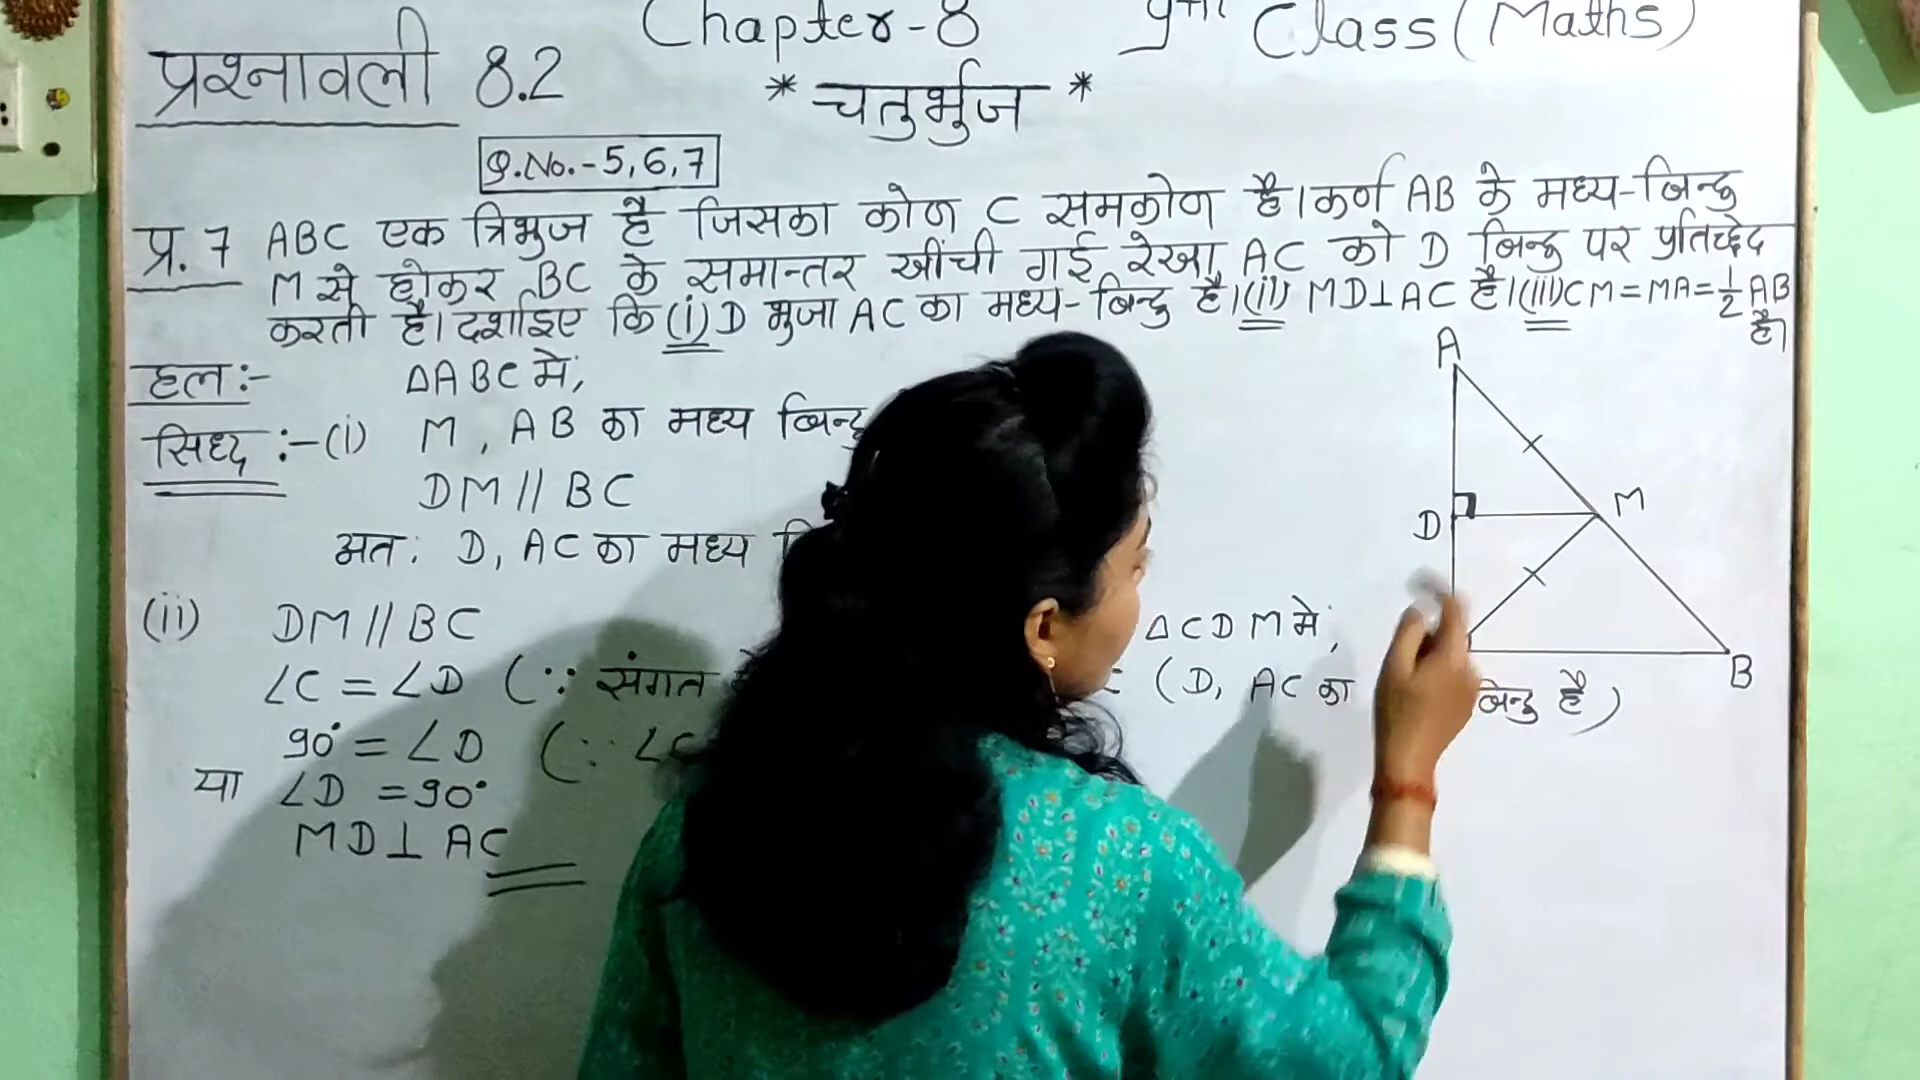 Chapter-8 9th Class (Maths)
प्रश्नावली 8.2
* चतुर्भुज *
Q.No.-5,6,7
प्र. 7 ABC एक त्रिभुज है जिसका कोण C समकोण है। कर्ण AB के मध्य-बिन्दु
M से होकर BC के समान्तर खींची गई रेखा AC को D बिन्दु पर प्रतिच्छेद
करती है। दर्शाइए कि (i) D भुजा AC का मध्य-बिन्दु है। (ii) MD⊥AC है। (iii) CM=MA=1/2 AB
है।
हल:- ΔABC में,
सिध्द :- (i) M, AB का मध्य बिन्दु
DM//BC
अत: D, AC का मध्य
(ii) DM//BC
∠C = ∠D (∵ संगत
90° = ∠D (∵ ∠C
या ∠D = 90°
MD⊥AC
ΔCDM में,
(D, AC का बिन्दु है)
A
D
M
B